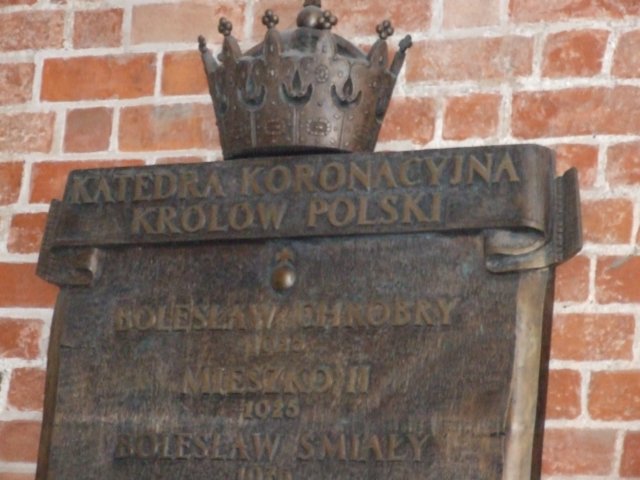 KATEDRA KORONACYJNA
KRÓLÓW POLSKI
BOLESŁAW CHROBRY
MIESZKO II
1025
BOLESŁAW ŚMIAŁY